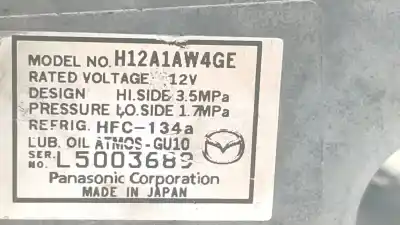 MODEL NO. H12A1AW4GE
RATED VOLTAGE 12V
DESIGN HI.SIDE 3.5MPa
PRESSURE LO.SIDE 1.7MPa
REFRIG. HFC-134a
LUB. OIL ATMOS-GU10
SER. NO. L5003689
Panasonic Corporation
MADE IN JAPAN